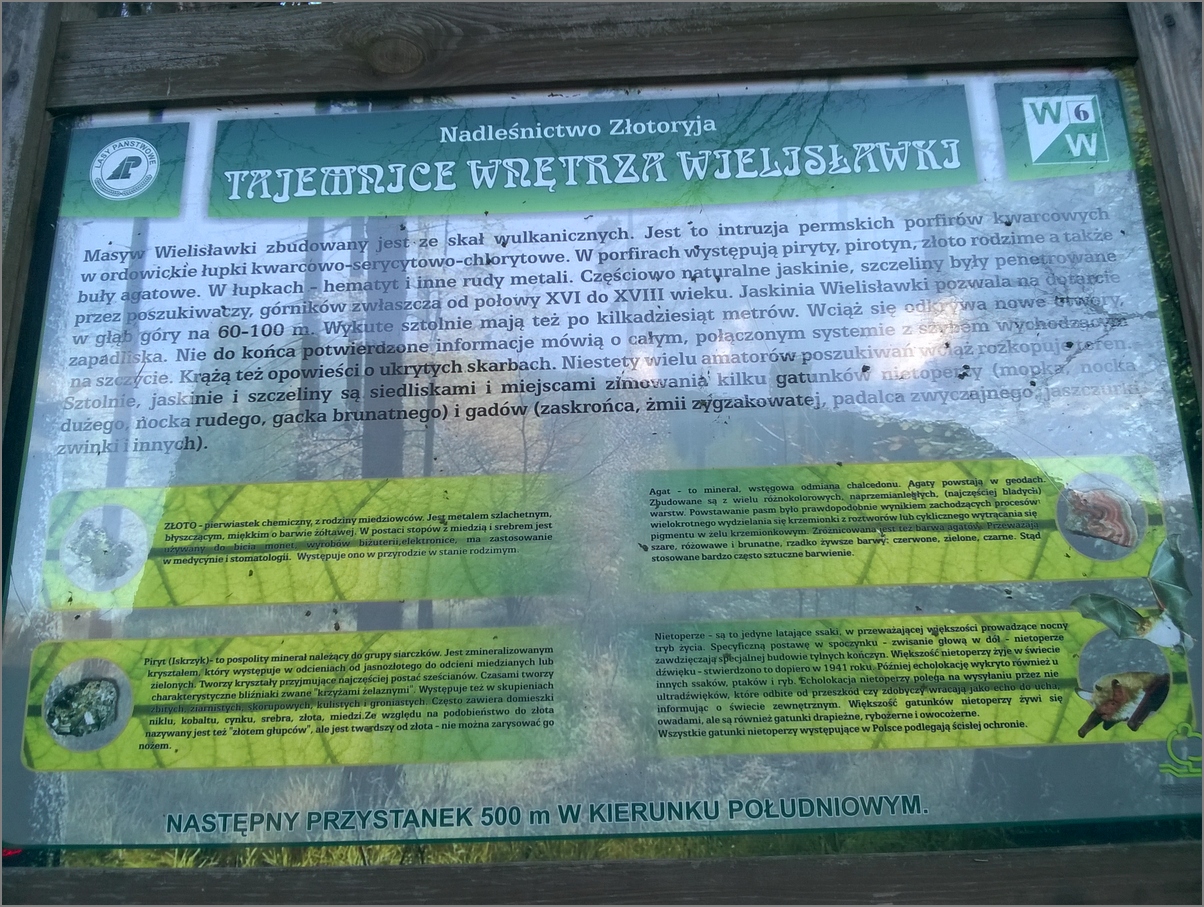 LASY PAŃSTWOWE
Nadleśnictwo Złotoryja
TAJEMNICE WNĘTRZA WIELISŁAWKI
W 6
W
Masyw Wielisławki zbudowany jest ze skał wulkanicznych. Jest to intruzja permskich porfirów kwarcowych
w ordowickie łupki kwarcowo-serycytowo-chlorytowe. W porfirach występują piryty, pirotyn, złoto rodzime a także
buły agatowe. W łupkach - hematyt i inne rudy metali. Częściowo naturalne jaskinie, szczeliny były penetrowane
przez poszukiwaczy, górników zwłaszcza od połowy XVI do XVIII wieku. Jaskinia Wielisławki pozwala na dotarcie
w głąb góry na 60-100 m. Wykute sztolnie mają też po kilkadziesiąt metrów. Wciąż się odkrywa nowe otwory,
zapadliska. Nie do końca potwierdzone informacje mówią o całym, połączonym systemie z szybem wychodzącym
na szczycie. Krążą też opowieści o ukrytych skarbach. Niestety wielu amatorów poszukiwań wciąż rozkopuje teren.
Sztolnie, jaskinie i szczeliny są siedliskami i miejscami zimowania kilku gatunków nietoperzy (mopka, nocka
dużego, nocka rudego, gacka brunatnego) i gadów (zaskrońca, żmii zygzakowatej, padalca zwyczajnego, jaszczurki
zwinki i innych).
ZŁOTO - pierwiastek chemiczny, z rodziny miedziowców. Jest metalem szlachetnym,
błyszczącym, miękkim o barwie żółtawej. W postaci stopów z miedzią i srebrem jest
używany do bicia monet, wyrobów biżuterii,elektronice, ma zastosowanie
w medycynie i stomatologii. Występuje ono w przyrodzie w stanie rodzimym.
Agat - to minerał, wstęgowa odmiana chalcedonu. Agaty powstają w geodach.
Zbudowane są z wielu różnokolorowych, naprzemianległych, (najczęściej bladych)
warstw. Powstawanie pasm było prawdopodobnie wynikiem zachodzących procesów
wielokrotnego wydzielania się krzemionki z roztworów lub cyklicznego wytrącania się
pigmentu w żelu krzemionkowym. Zróżnicowana jest też barwa agatów. Przeważają
szare, różowawe i brunatne, rzadko żywsze barwy: czerwone, zielone, czarne. Stąd
stosowane bardzo często sztuczne barwienie.
Piryt (Iskrzyk)- to pospolity minerał należący do grupy siarczków. Jest zmineralizowanym
kryształem, który występuje w odcieniach od jasnozłotego do odcieni miedzianych lub
zielonych. Tworzy kryształy przyjmujące najczęściej postać sześcianów. Czasami tworzy
charakterystyczne bliźniaki zwane "krzyżami żelaznymi". Występuje też w skupieniach
zbitych, ziarnistych, skorupowych, kulistych i groniastych. Często zawiera domieszki
niklu, kobaltu, cynku, srebra, złota, miedzi.Ze względu na podobieństwo do złota
nazywany jest też "złotem głupców", ale jest twardszy od złota - nie można zarysować go
nożem.
Nietoperze - są to jedyne latające ssaki, w przeważającej większości prowadzące nocny
tryb życia. Specyficzną postawę w spoczynku - zwisanie głową w dół - nietoperze
zawdzięczają specjalnej budowie tylnych kończyn. Większość nietoperzy żyje w świecie
dźwięku - stwierdzono to dopiero w 1941 roku. Później echolokację wykryto również u
innych ssaków, ptaków i ryb. Echolokacja nietoperzy polega na wysyłaniu przez nie
ultradźwięków, które odbite od przeszkód czy zdobyczy wracają jako echo do ucha,
informując o świecie zewnętrznym. Większość gatunków nietoperzy żywi się
owadami, ale są również gatunki drapieżne, rybożerne i owocożerne.
Wszystkie gatunki nietoperzy występujące w Polsce podlegają ścisłej ochronie.
NASTĘPNY PRZYSTANEK 500 m W KIERUNKU POŁUDNIOWYM.